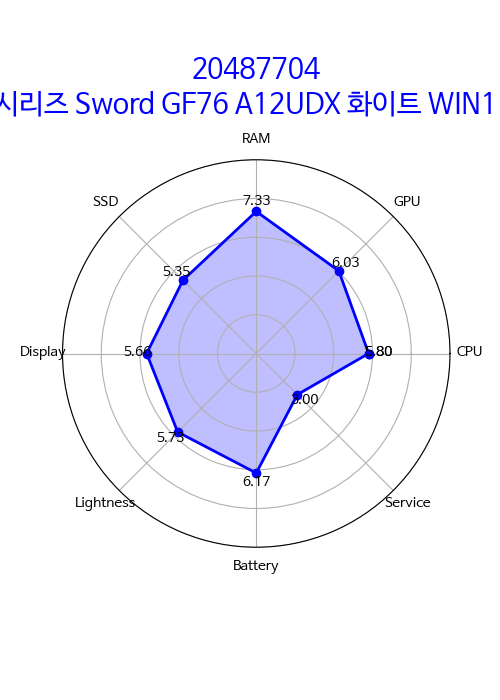 20487704
시리즈 Sword GF76 A12UDX 화이트 WIN1
RAM
7.33
SSD
GPU
5.35
6.03
Display
5.66
5.80
CPU
5.73
3.00
Lightness
6.17
Service
Battery